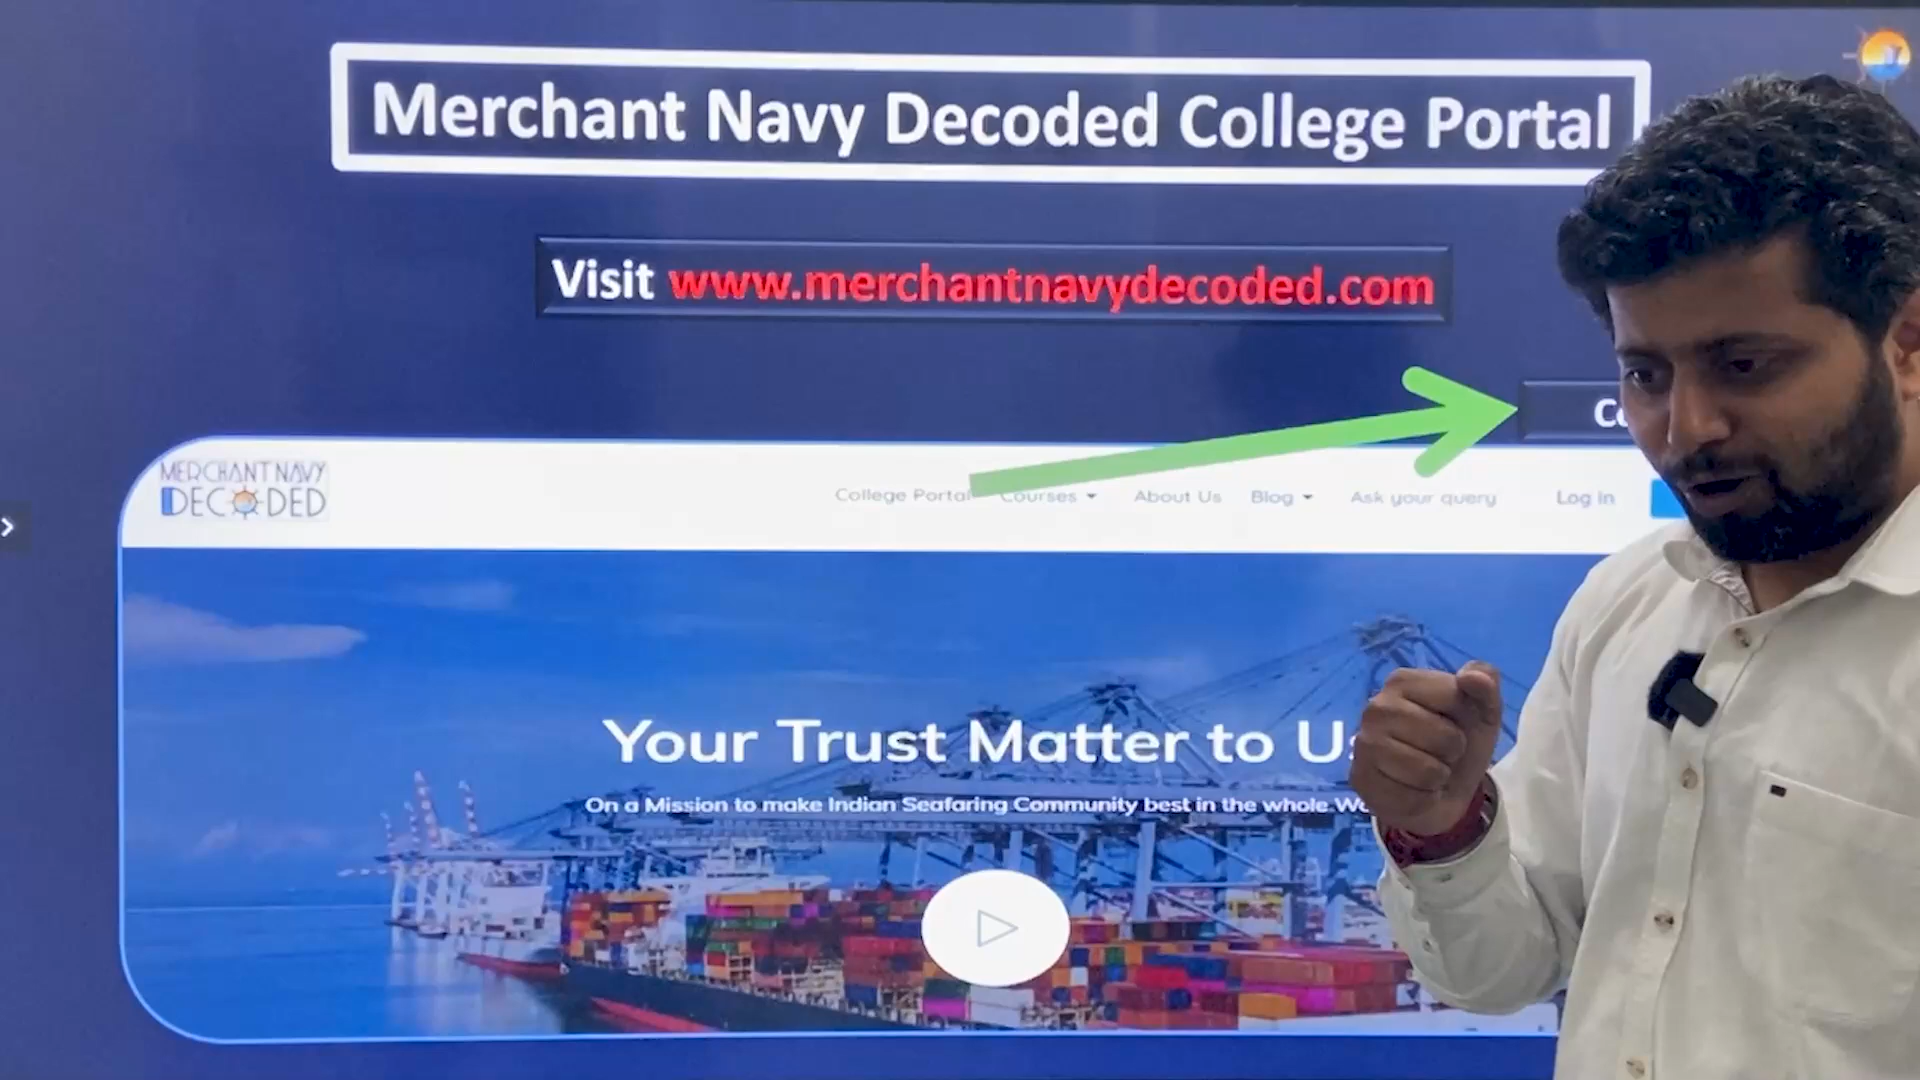 Merchant Navy Decoded College Portal
Visit www.merchantnavydecoded.com
MERCHANT NAVY
DECODED
College Portal Courses About Us Blog Ask your query Log in
Your Trust Matter to Us
On a Mission to make Indian Seafaring Community best in the whole